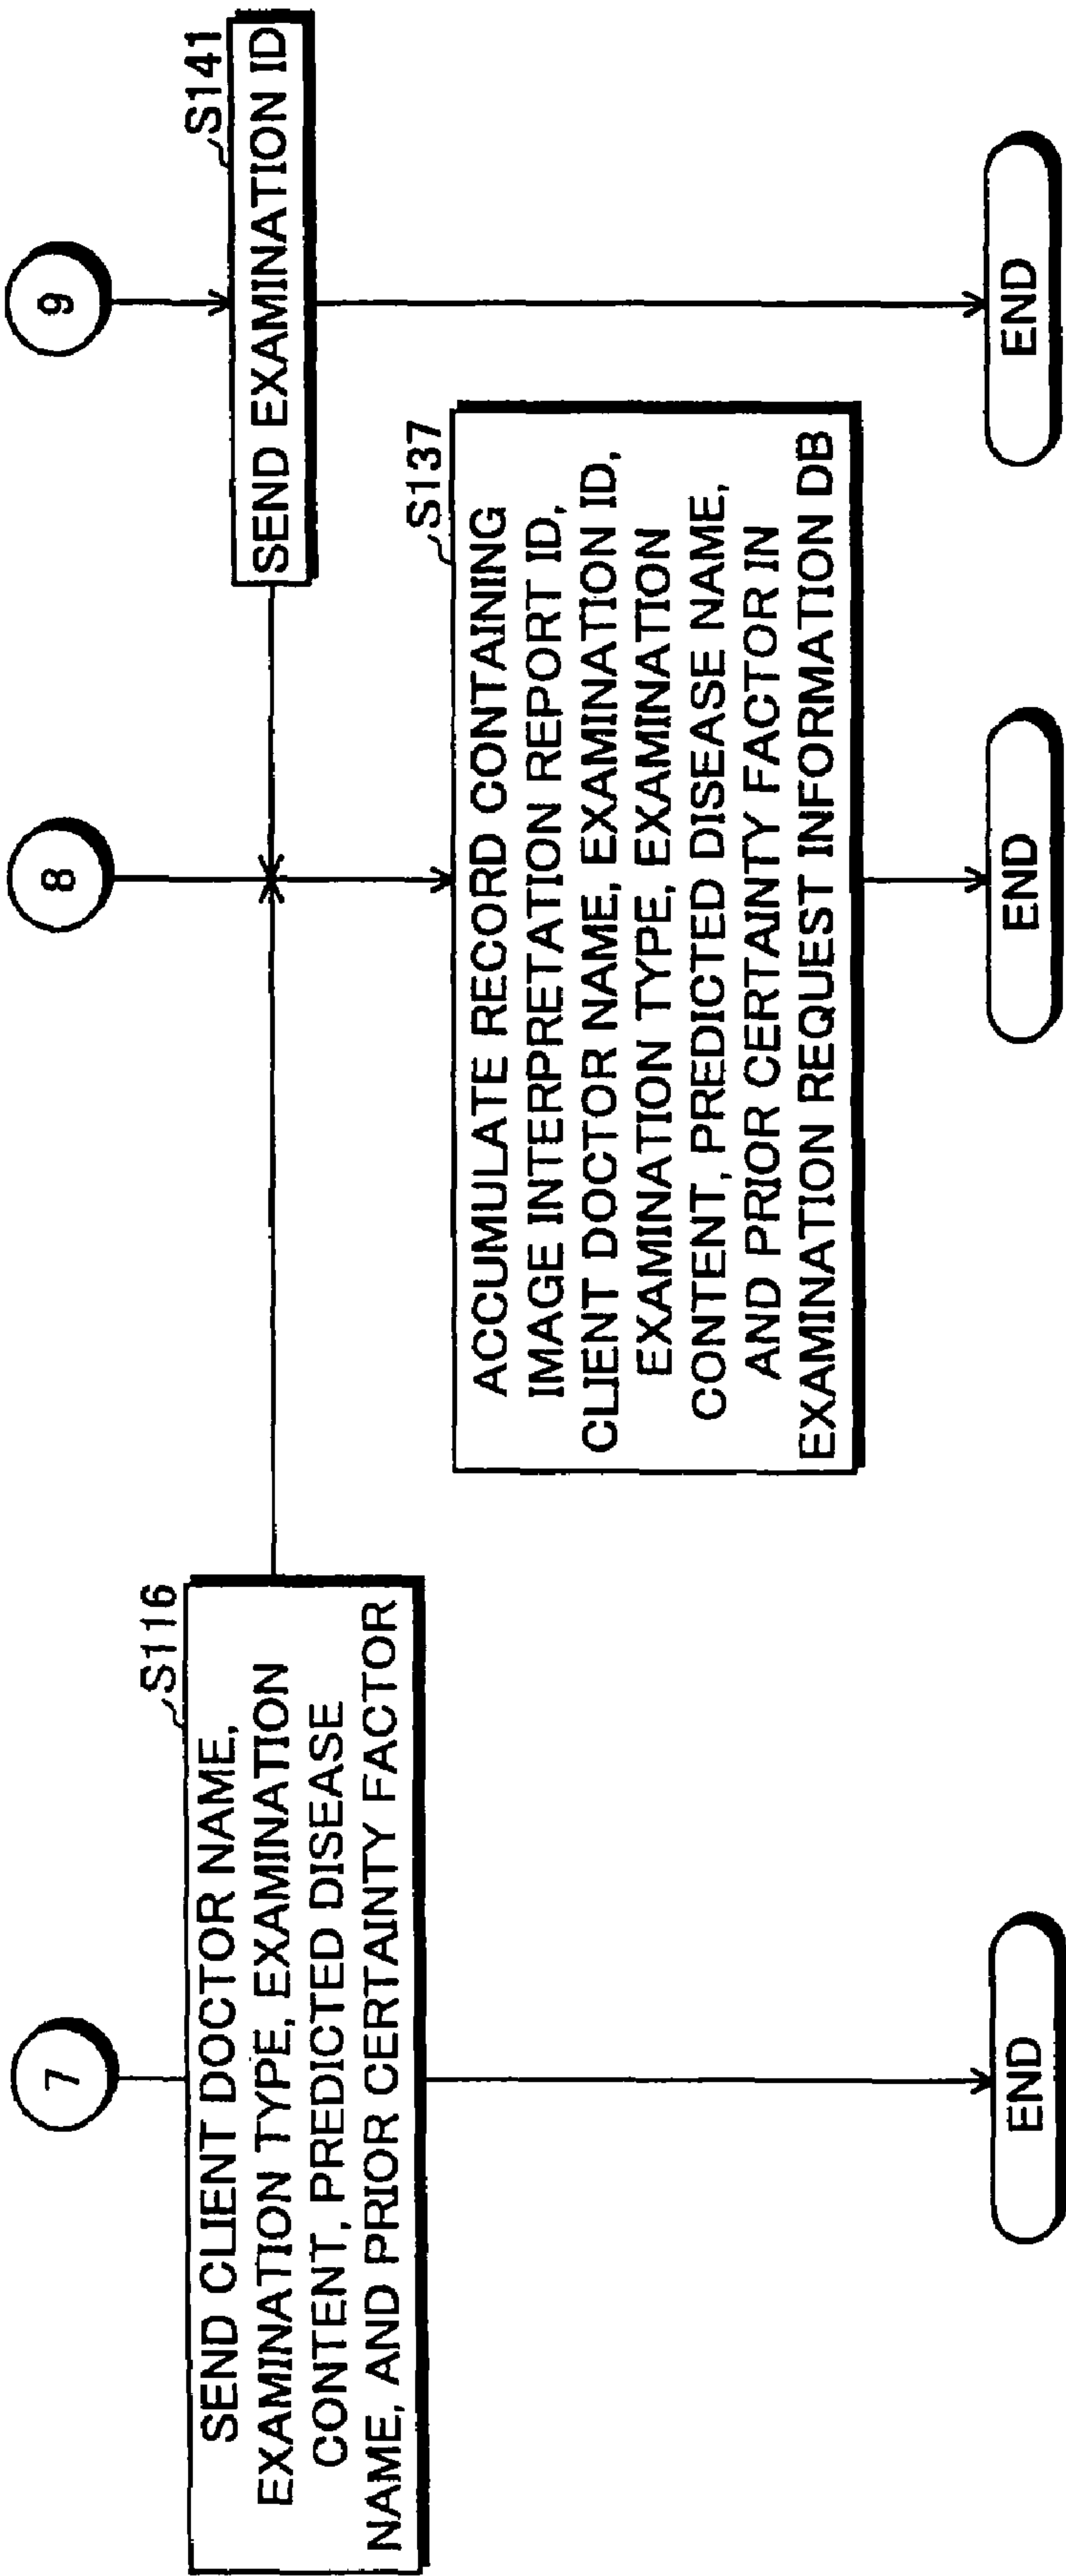 7
S116
SEND CLIENT DOCTOR NAME,
EXAMINATION TYPE, EXAMINATION
CONTENT, PREDICTED DISEASE
NAME, AND PRIOR CERTAINTY FACTOR
END
8
S137
ACCUMULATE RECORD CONTAINING
IMAGE INTERPRETATION REPORT ID,
CLIENT DOCTOR NAME, EXAMINATION ID,
EXAMINATION TYPE, EXAMINATION
CONTENT, PREDICTED DISEASE NAME,
AND PRIOR CERTAINTY FACTOR IN
EXAMINATION REQUEST INFORMATION DB
END
9
S141
SEND EXAMINATION ID
END